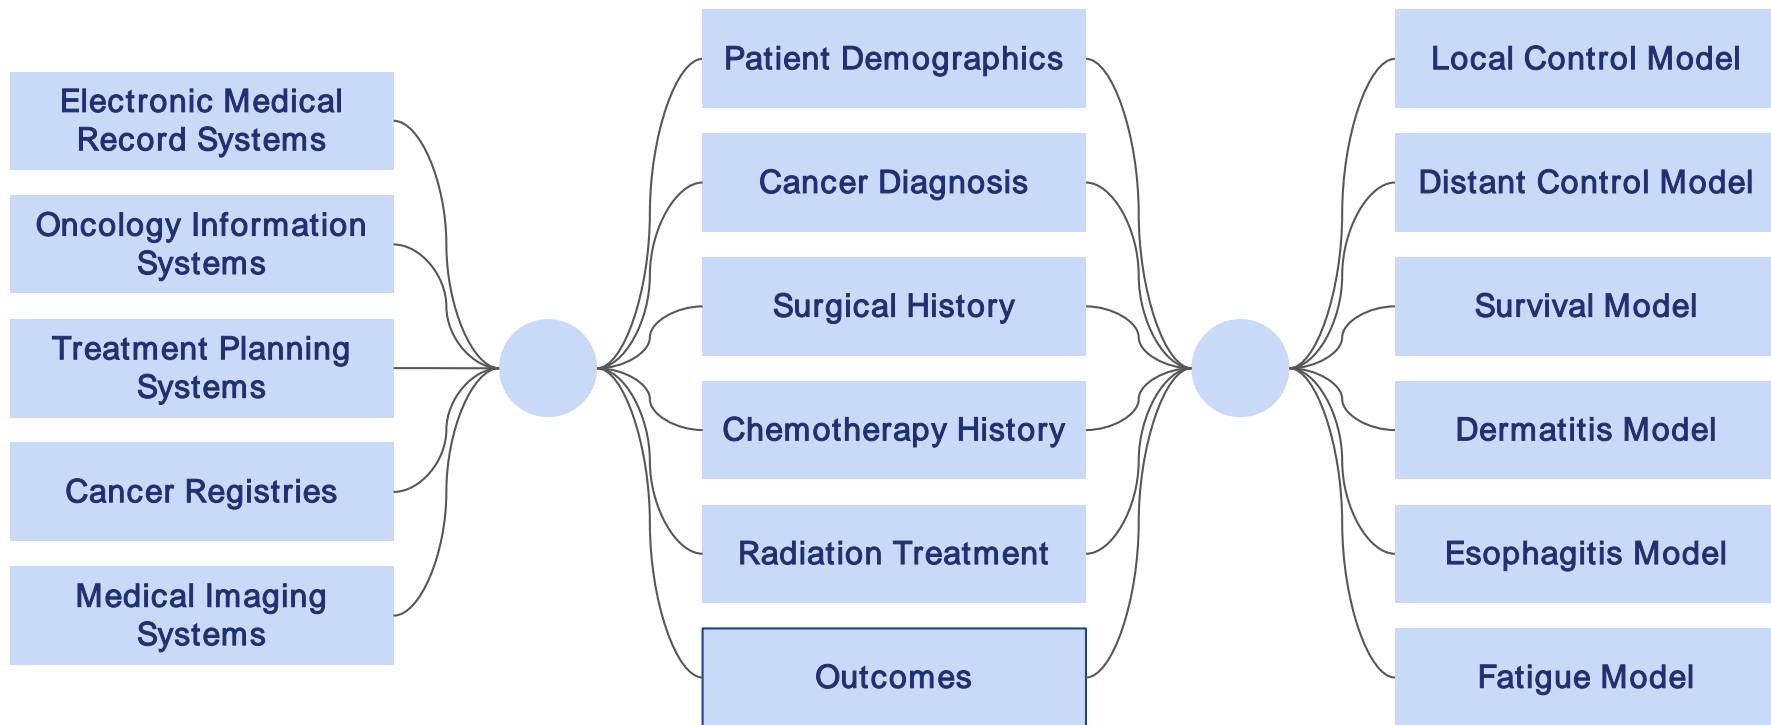 Electronic Medical
Record Systems
Oncology Information
Systems
Treatment Planning
Systems
Cancer Registries
Medical Imaging
Systems
Patient Demographics
Cancer Diagnosis
Surgical History
Chemotherapy History
Radiation Treatment
Outcomes
Local Control Model
Distant Control Model
Survival Model
Dermatitis Model
Esophagitis Model
Fatigue Model